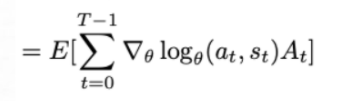 = E[∑_{t=0}^{T−1} ∇_θ log_θ(a_t, s_t)A_t]